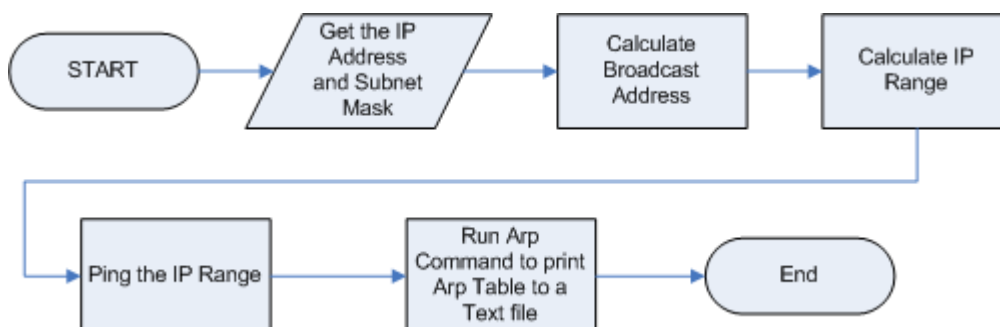 START
Get the IP
Address
and Subnet
Mask
Calculate
Broadcast
Address
Calculate IP
Range
Ping the IP Range
Run Arp
Command to print
Arp Table to a
Text file
End